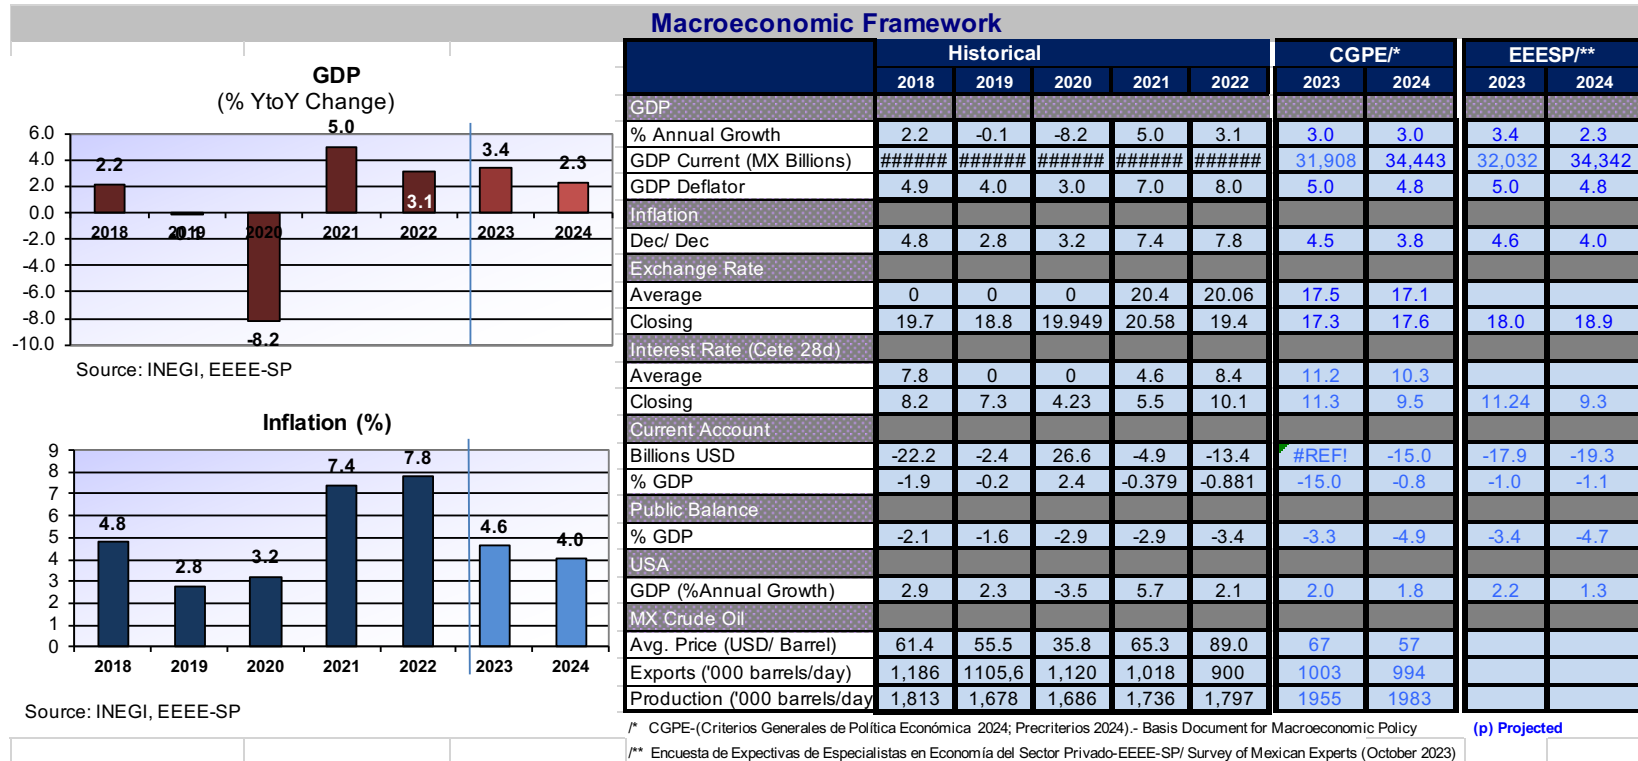 Macroeconomic Framework
GDP
(% YtoY Change)
6.0
4.0
2.0
0.0
-2.0
-4.0
-6.0
-8.0
-10.0
2.2
-0.1
-8.2
5.0
3.1
3.4
2.3
2018 2019 2020 2021 2022 2023 2024
Source: INEGI, EEEE-SP
Inflation (%)
9
8
7
6
5
4
3
2
1
0
4.8
2.8
3.2
7.4
7.8
4.6
4.0
2018 2019 2020 2021 2022 2023 2024
Source: INEGI, EEEE-SP
Historical CGPE/* EEESP/**
2018 2019 2020 2021 2022 2023 2024 2023 2024
GDP
% Annual Growth 2.2 -0.1 -8.2 5.0 3.1 3.0 3.0 3.4 2.3
GDP Current (MX Billions) ###### ###### ###### ###### ###### 31,908 34,443 32,032 34,342
GDP Deflator 4.9 4.0 3.0 7.0 8.0 5.0 4.8 5.0 4.8
Inflation
Dec/ Dec 4.8 2.8 3.2 7.4 7.8 4.5 3.8 4.6 4.0
Exchange Rate
Average 0 0 0 20.4 20.06 17.5 17.1
Closing 19.7 18.8 19.949 20.58 19.4 17.3 17.6 18.0 18.9
Interest Rate (Cete 28d)
Average 7.8 0 0 4.6 8.4 11.2 10.3
Closing 8.2 7.3 4.23 5.5 10.1 11.3 9.5 11.24 9.3
Current Account
Billions USD -22.2 -2.4 26.6 -4.9 -13.4 #REF! -15.0 -17.9 -19.3
% GDP -1.9 -0.2 2.4 -0.379 -0.881 -15.0 -0.8 -1.0 -1.1
Public Balance
% GDP -2.1 -1.6 -2.9 -2.9 -3.4 -3.3 -4.9 -3.4 -4.7
USA
GDP (%Annual Growth) 2.9 2.3 -3.5 5.7 2.1 2.0 1.8 2.2 1.3
MX Crude Oil
Avg. Price (USD/ Barrel) 61.4 55.5 35.8 65.3 89.0 67 57
Exports ('000 barrels/day) 1,186 1105,6 1,120 1,018 900 1003 994
Production ('000 barrels/day 1,813 1,678 1,686 1,736 1,797 1955 1983
/* CGPE-(Criterios Generales de Política Económica 2024; Precriterios 2024).- Basis Document for Macroeconomic Policy (p) Projected
/** Encuesta de Expectivas de Especialistas en Economía del Sector Privado-EEEE-SP/ Survey of Mexican Experts (October 2023)